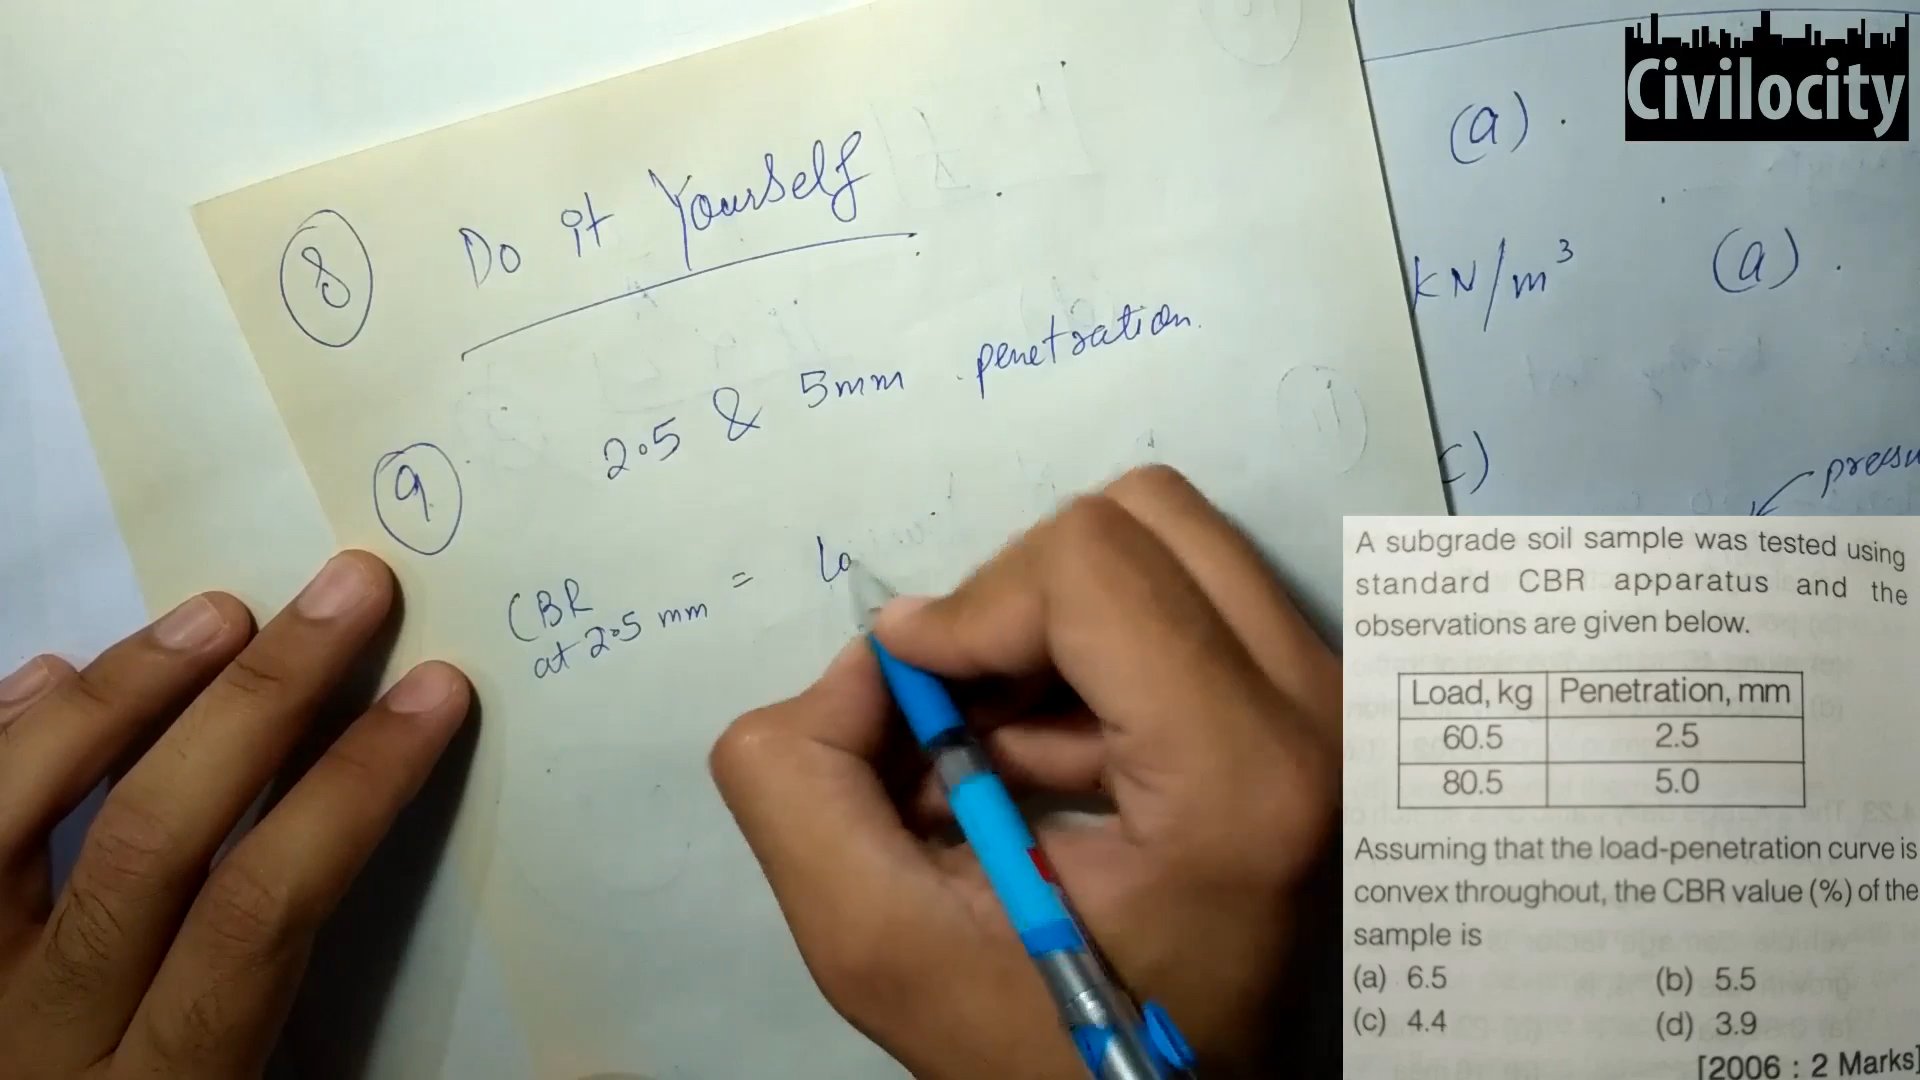 Civilocity
(a).
8 Do it Yourself
kN/m³ (a).
9 2.5 & 5mm penetration.
c)
CBR
at 2.5 mm = Lo
A subgrade soil sample was tested using
standard CBR apparatus and the
observations are given below.
Load, kg Penetration, mm
60.5 2.5
80.5 5.0
Assuming that the load-penetration curve is
convex throughout, the CBR value (%) of the
sample is
(a) 6.5 (b) 5.5
(c) 4.4 (d) 3.9
[2006 : 2 Marks]